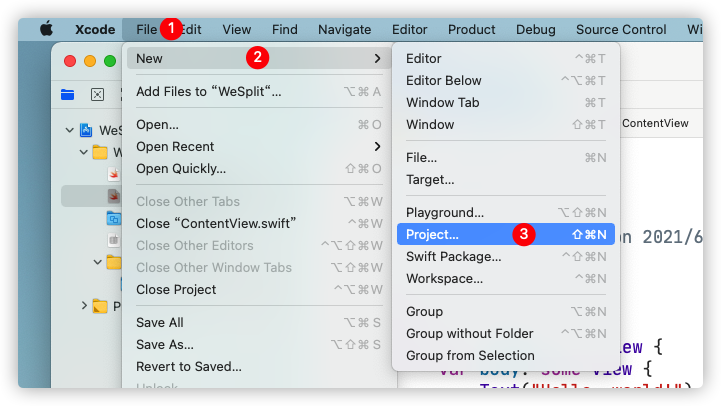 Xcode File 1 Edit View Find Navigate Editor Product Debug Source Control Wi
New 2
Add Files to “WeSplit”… ⌥⌘A
Open… ⌘O
Open Recent
Open Quickly… ⇧⌘O
Close Other Tabs ⌥⌘W
Close “ContentView.swift” ^⌘W
Close Other Editors ^⌥⇧⌘W
Close Other Window Tabs ⌥⇧⌘W
Close Project ^⌥⌘W
Save All ⌥⌘S
Save As… ⌥⇧⌘S
Revert to Saved…
Unlock
Editor ^⌘T
Editor Below ^⌥⌘T
Window Tab ⌘T
Window ⇧⌘T
File… ⌘N
Target…
Playground… ⌥⇧⌘N
Project… 3 ⇧⌘N
Swift Package… ^⇧⌘N
Workspace… ^⌘N
Group ⌥⌘N
Group without Folder ^⌥⌘N
Group from Selection
WeS
W
P
ContentView
on 2021/6
iew {
var body: some View {
Text("Hello, world!")